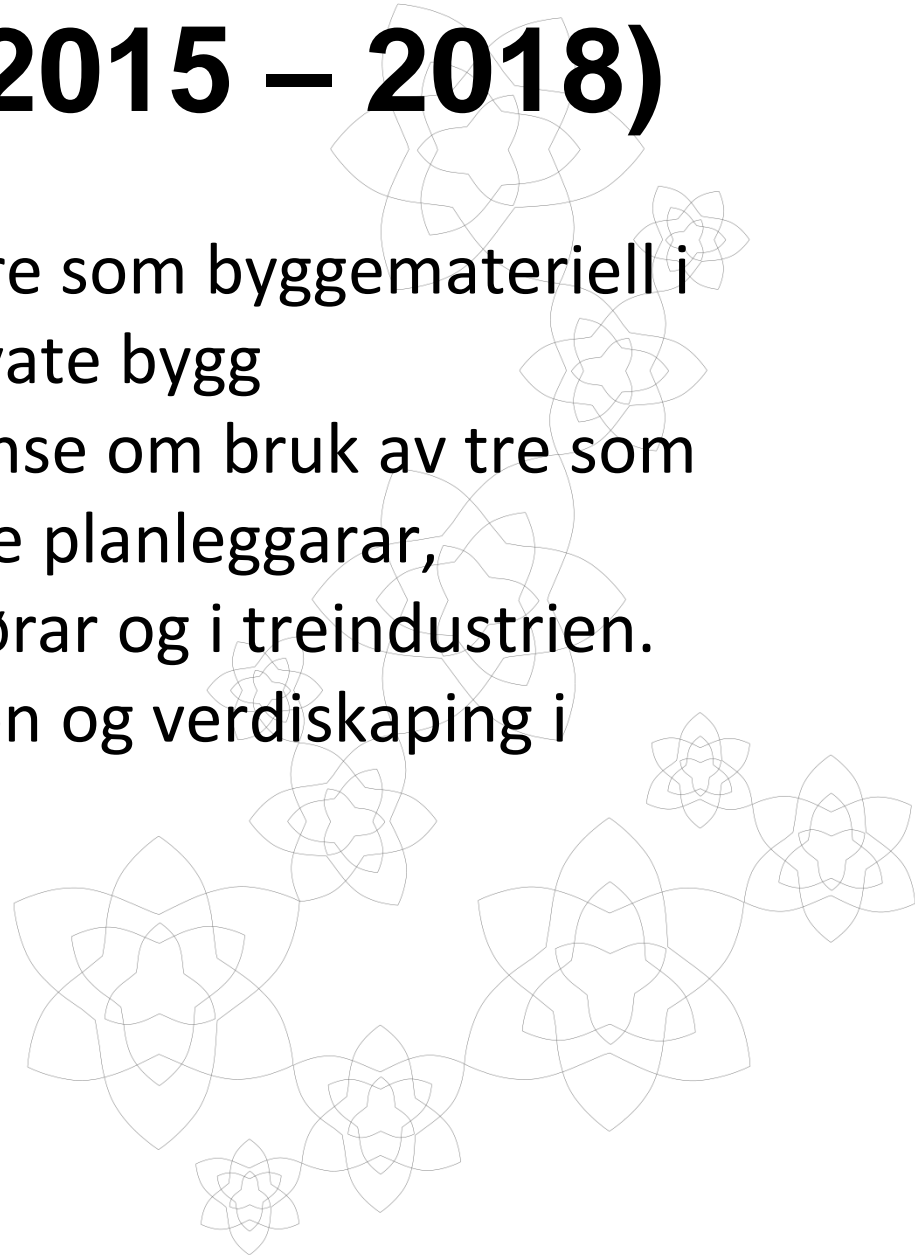 2015 – 2018)
re som byggemateriell i
vate bygg
nse om bruk av tre som
e planleggarar,
ørar og i treindustrien.
n og verdiskaping i